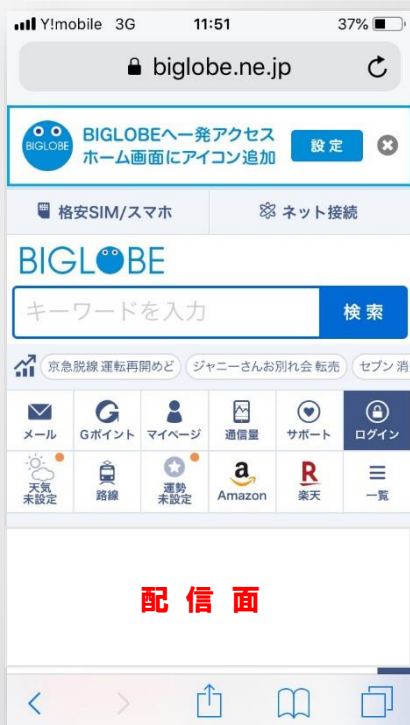 Y!mobile 3G 11:51 37%
biglobe.ne.jp
BIGLOBE
BIGLOBEへ一発アクセス
ホーム画面にアイコン追加
設定
格安SIM/スマホ
ネット接続
BIGLOBE
キーワードを入力
検索
京急脱線 運転再開めど
ジャニーさんお別れ会 転売
セブン 消
メール Gポイント マイページ 通信量 サポート ログイン
天気
未設定
路線
運勢
未設定
Amazon
楽天
一覧
配信面